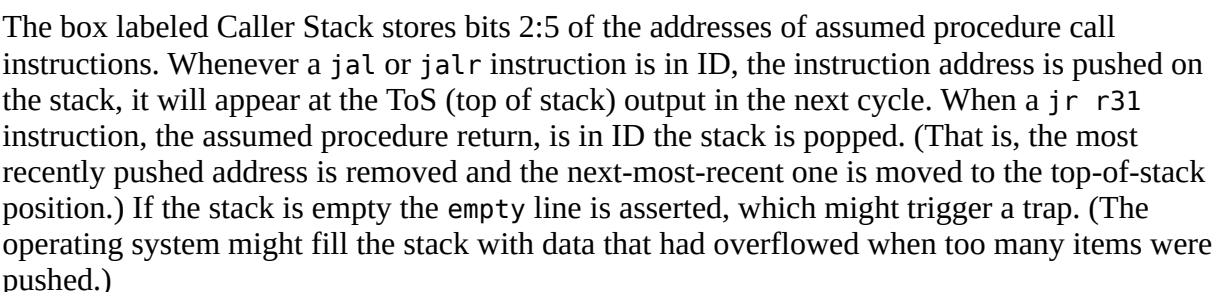 The box labeled Caller Stack stores bits 2:5 of the addresses of assumed procedure call
instructions. Whenever a jal or jalr instruction is in ID, the instruction address is pushed on
the stack, it will appear at the ToS (top of stack) output in the next cycle. When a jr r31
instruction, the assumed procedure return, is in ID the stack is popped. (That is, the most
recently pushed address is removed and the next-most-recent one is moved to the top-of-stack
position.) If the stack is empty the empty line is asserted, which might trigger a trap. (The
operating system might fill the stack with data that had overflowed when too many items were
pushed.)